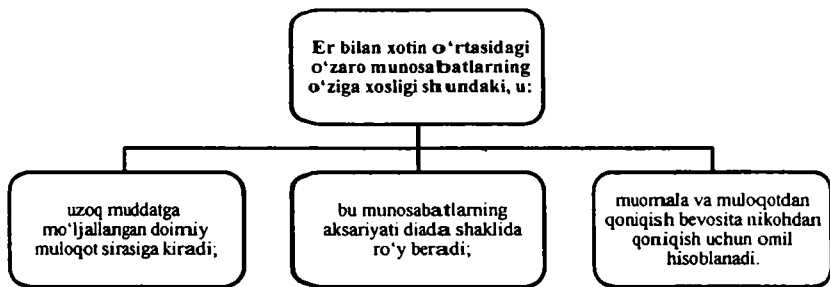 Er bilan xotin o‘rtasidagi
o‘zaro munosabatlarning
o‘ziga xosligi shundaki, u:
uzoq muddatga
mo‘ljallangan doimiy
muloqot sirasiga kiradi;
bu munosabatlarning
aksariyati diada shaklida
ro‘y beradi;
muomala va muloqotdan
qoniqish bevosita nikohdan
qoniqish uchun omil
hisoblanadi.